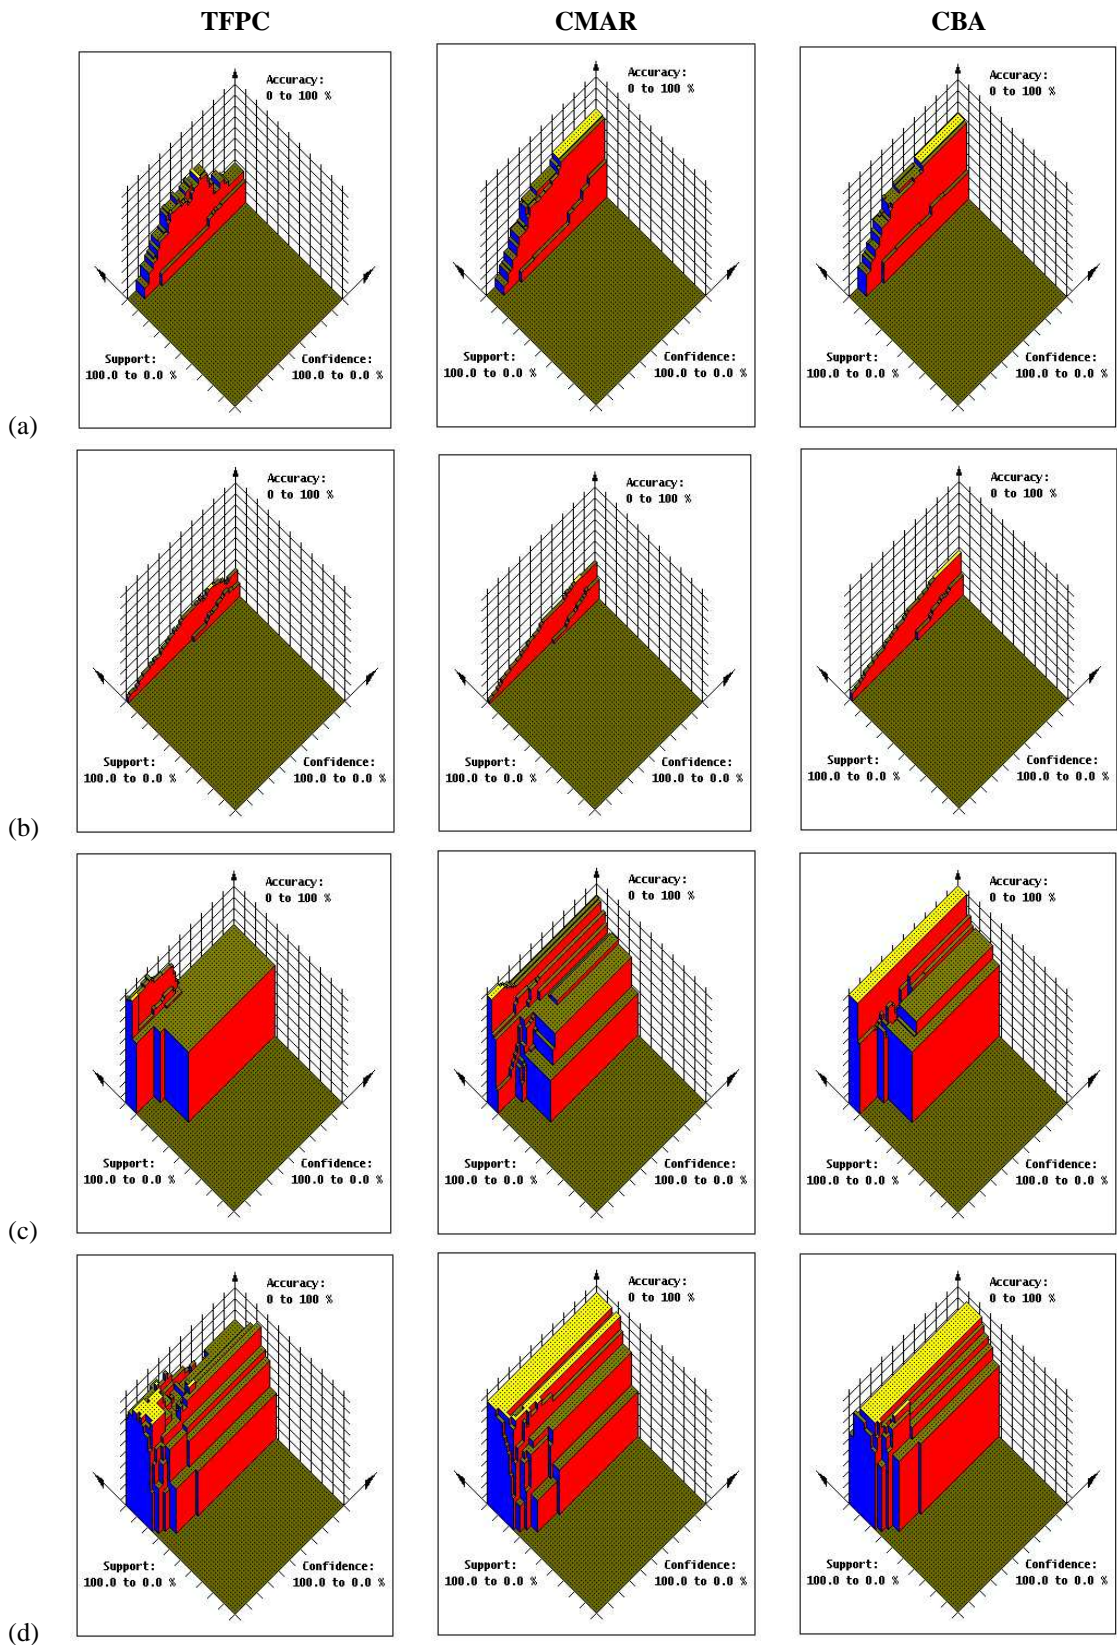 TFPC CMAR CBA
Accuracy: Accuracy: Accuracy:
0 to 100 % 0 to 100 % 0 to 100 %
Support: Confidence: Support: Confidence: Support: Confidence:
100.0 to 0.0 % 100.0 to 0.0 % 100.0 to 0.0 % 100.0 to 0.0 % 100.0 to 0.0 % 100.0 to 0.0 %
(a)
Accuracy: Accuracy: Accuracy:
0 to 100 % 0 to 100 % 0 to 100 %
Support: Confidence: Support: Confidence: Support: Confidence:
100.0 to 0.0 % 100.0 to 0.0 % 100.0 to 0.0 % 100.0 to 0.0 % 100.0 to 0.0 % 100.0 to 0.0 %
(b)
Accuracy: Accuracy: Accuracy:
0 to 100 % 0 to 100 % 0 to 100 %
Support: Confidence: Support: Confidence: Support: Confidence:
100.0 to 0.0 % 100.0 to 0.0 % 100.0 to 0.0 % 100.0 to 0.0 % 100.0 to 0.0 % 100.0 to 0.0 %
(c)
Accuracy: Accuracy: Accuracy:
0 to 100 % 0 to 100 % 0 to 100 %
Support: Confidence: Support: Confidence: Support: Confidence:
100.0 to 0.0 % 100.0 to 0.0 % 100.0 to 0.0 % 100.0 to 0.0 % 100.0 to 0.0 % 100.0 to 0.0 %
(d)